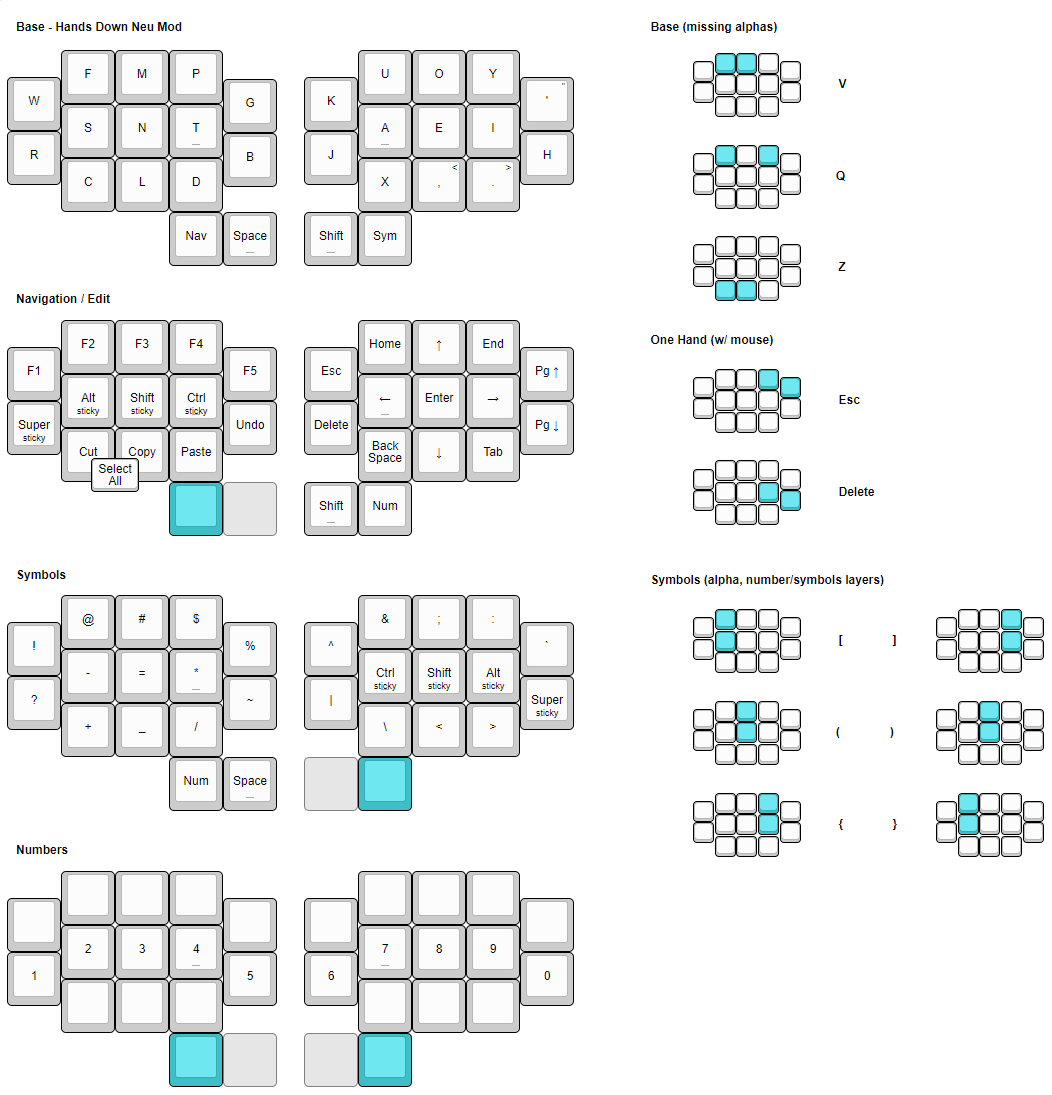 Base - Hands Down Neu Mod
F M P U O Y
W G K ' "
S N T A E I
R B J H
C L D X , < . >
Nav Space Shift Sym
Navigation / Edit
F2 F3 F4 Home ↑ End
F1 F5 Esc Pg ↑
Alt
sticky
Shift
sticky
Ctrl
sticky
← Enter →
Super
sticky
Undo Delete Pg ↓
Cut Copy Paste
Select
All
Back
Space
↓ Tab
Shift Num
Symbols
@ # $ & ; :
! % ^ `
- = *
Ctrl
sticky
Shift
sticky
Alt
sticky
? ~ |
Super
sticky
+ _ / \ < >
Num Space
Numbers
2 3 4 7 8 9
1 5 6 0
Base (missing alphas)
V
Q
Z
One Hand (w/ mouse)
Esc
Delete
Symbols (alpha, number/symbols layers)
[ ]
( )
{ }